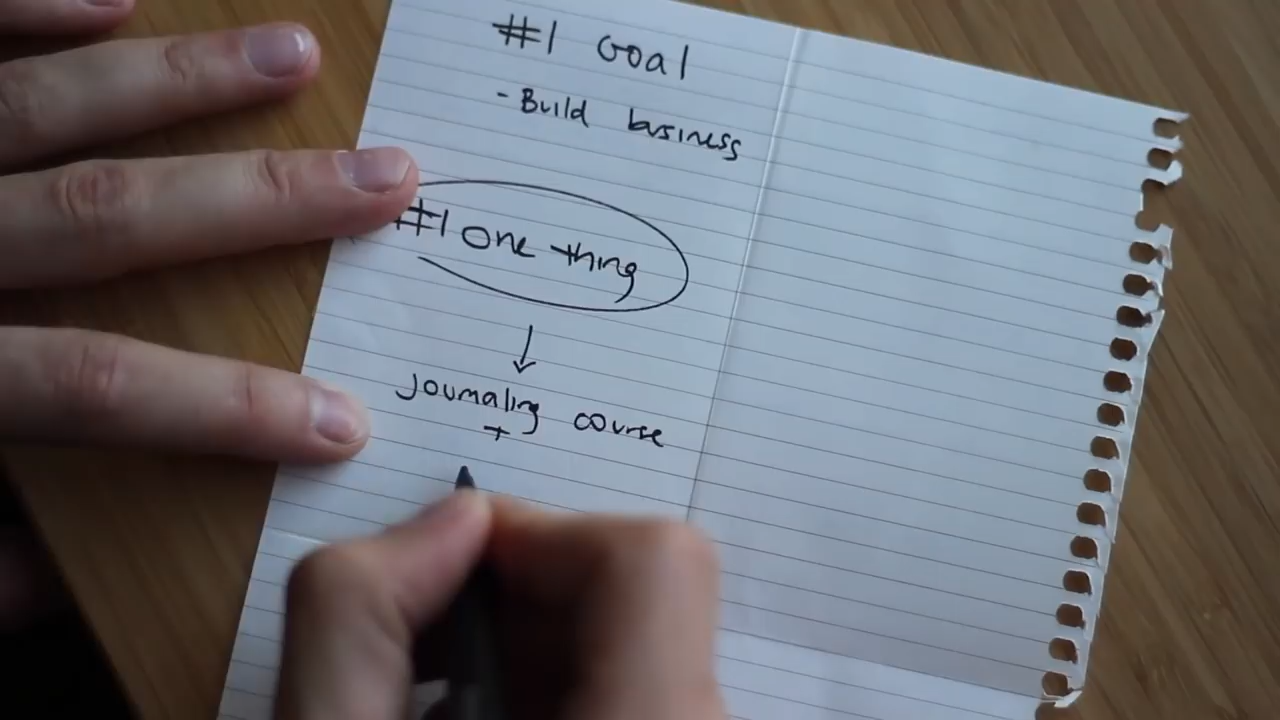 #1 Goal
- Build business
#1 One thing
↓
Journaling course
+